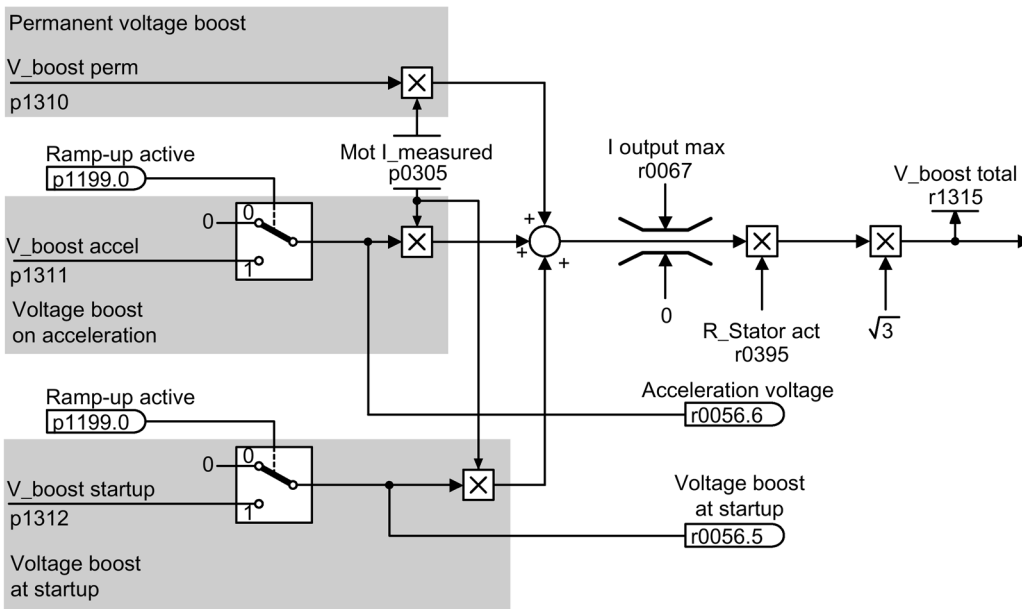 Permanent voltage boost
V_boost perm
p1310
Ramp-up active
p1199.0
Mot I_measured
p0305
I output max
r0067
V_boost total
r1315
0
0
1
V_boost accel
p1311
Voltage boost
on acceleration
+
+
+
0
R_Stator act
r0395
√3
Acceleration voltage
r0056.6
Ramp-up active
p1199.0
0
0
1
V_boost startup
p1312
Voltage boost
at startup
r0056.5
Voltage boost
at startup